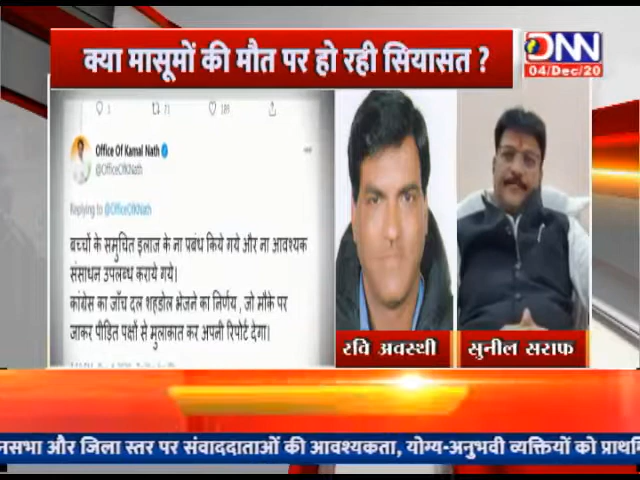 क्या मासूमों की मौत पर हो रही सियासत ?
DNN
04/Dec/20
1
71
Office Of Kamal Nath
@OfficeOfKNath
Replying to @OfficeOfKNath
बच्चों के समुचित इलाज के ना प्रबंध किये गये और ना आवश्यक
संसाधन उपलब्ध कराये गये।
कांग्रेस का जाँच दल शहडोल भेजने का निर्णय , जो मौके पर
जाकर पीड़ित पक्षों से मुलाकात कर अपनी रिपोर्ट देगा।
रवि अवस्थी
सुनील सराफ
नसभा और जिला स्तर पर संवाददाताओं की आवश्यकता, योग्य-अनुभवी व्यक्तियों को प्राथमि